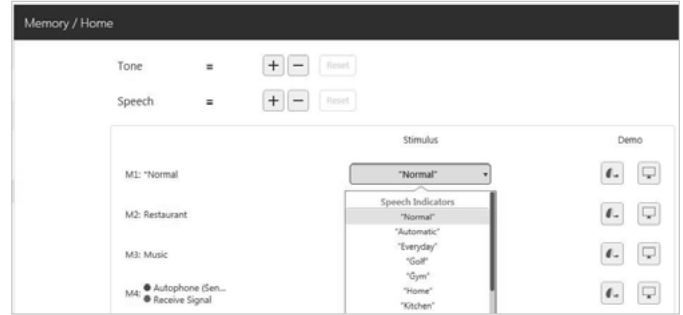 Memory / Home
Tone = + − Reset
Speech = + − Reset
Stimulus Demo
M1: "Normal "Normal"
Speech Indicators
M2: Restaurant "Normal"
"Automatic"
M3: Music "Everyday"
"Golf"
"Gym"
M4: Autophone (Sen... "Home"
Receive Signal "Kitchen"